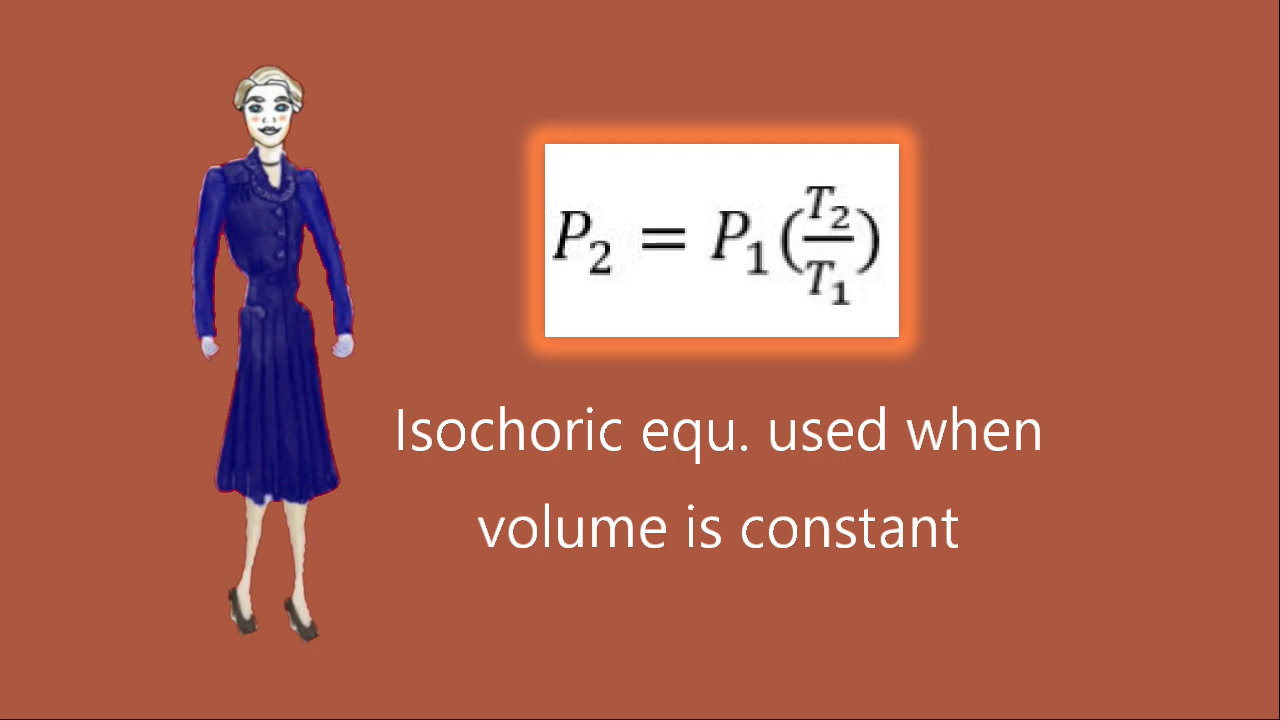 P₂ = P₁(T₂/T₁)
Isochoric equ. used when
volume is constant